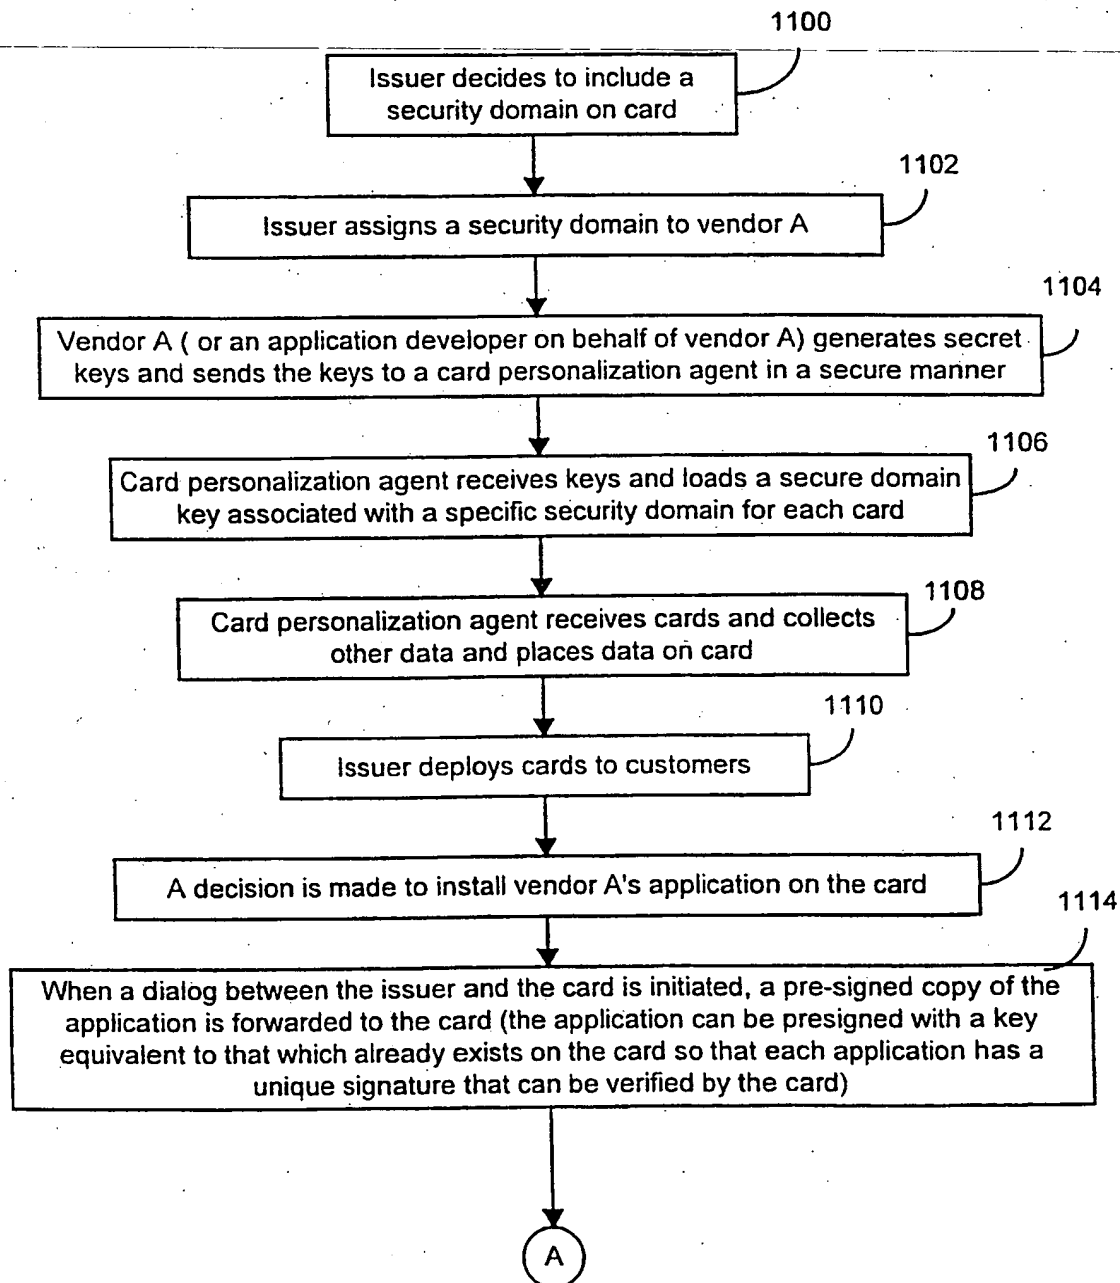 1100
Issuer decides to include a
security domain on card
1102
Issuer assigns a security domain to vendor A
1104
Vendor A ( or an application developer on behalf of vendor A) generates secret
keys and sends the keys to a card personalization agent in a secure manner
1106
Card personalization agent receives keys and loads a secure domain
key associated with a specific security domain for each card
1108
Card personalization agent receives cards and collects
other data and places data on card
1110
Issuer deploys cards to customers
1112
A decision is made to install vendor A's application on the card
1114
When a dialog between the issuer and the card is initiated, a pre-signed copy of the
application is forwarded to the card (the application can be presigned with a key
equivalent to that which already exists on the card so that each application has a
unique signature that can be verified by the card)
A